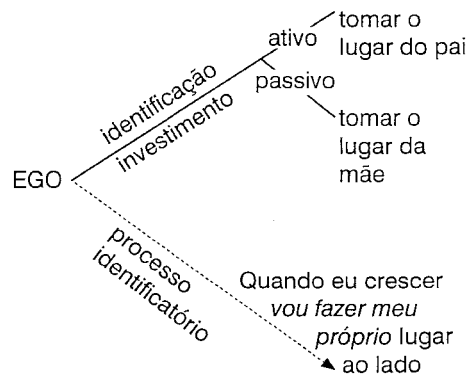 tomar o
lugar do pai
ativo
identificação
investimento
passivo
tomar o
lugar da
mãe
EGO
processo
identificatório
Quando eu crescer
vou fazer meu
próprio lugar
ao lado